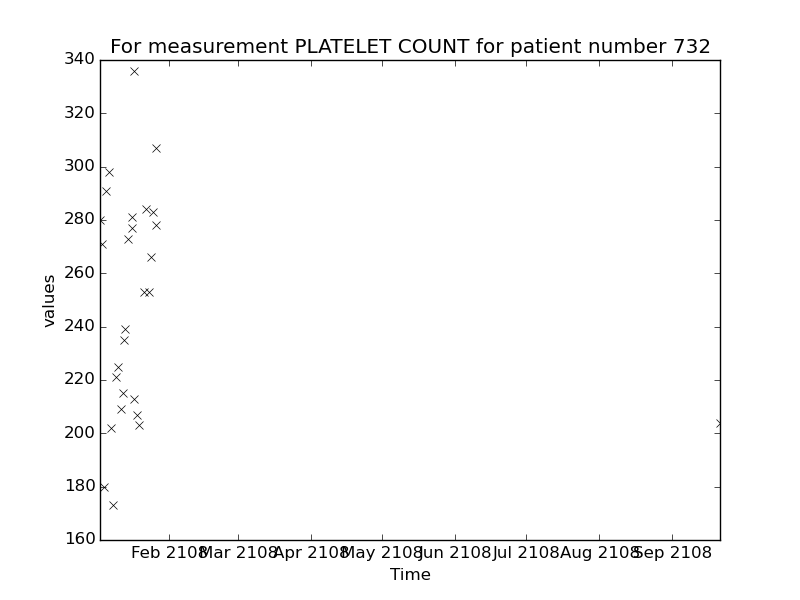 For measurement PLATELET COUNT for patient number 732
340
320
300
280
260
240
220
200
180
160
values
Feb 2108 Mar 2108 Apr 2108 May 2108 Jun 2108 Jul 2108 Aug 2108 Sep 2108
Time